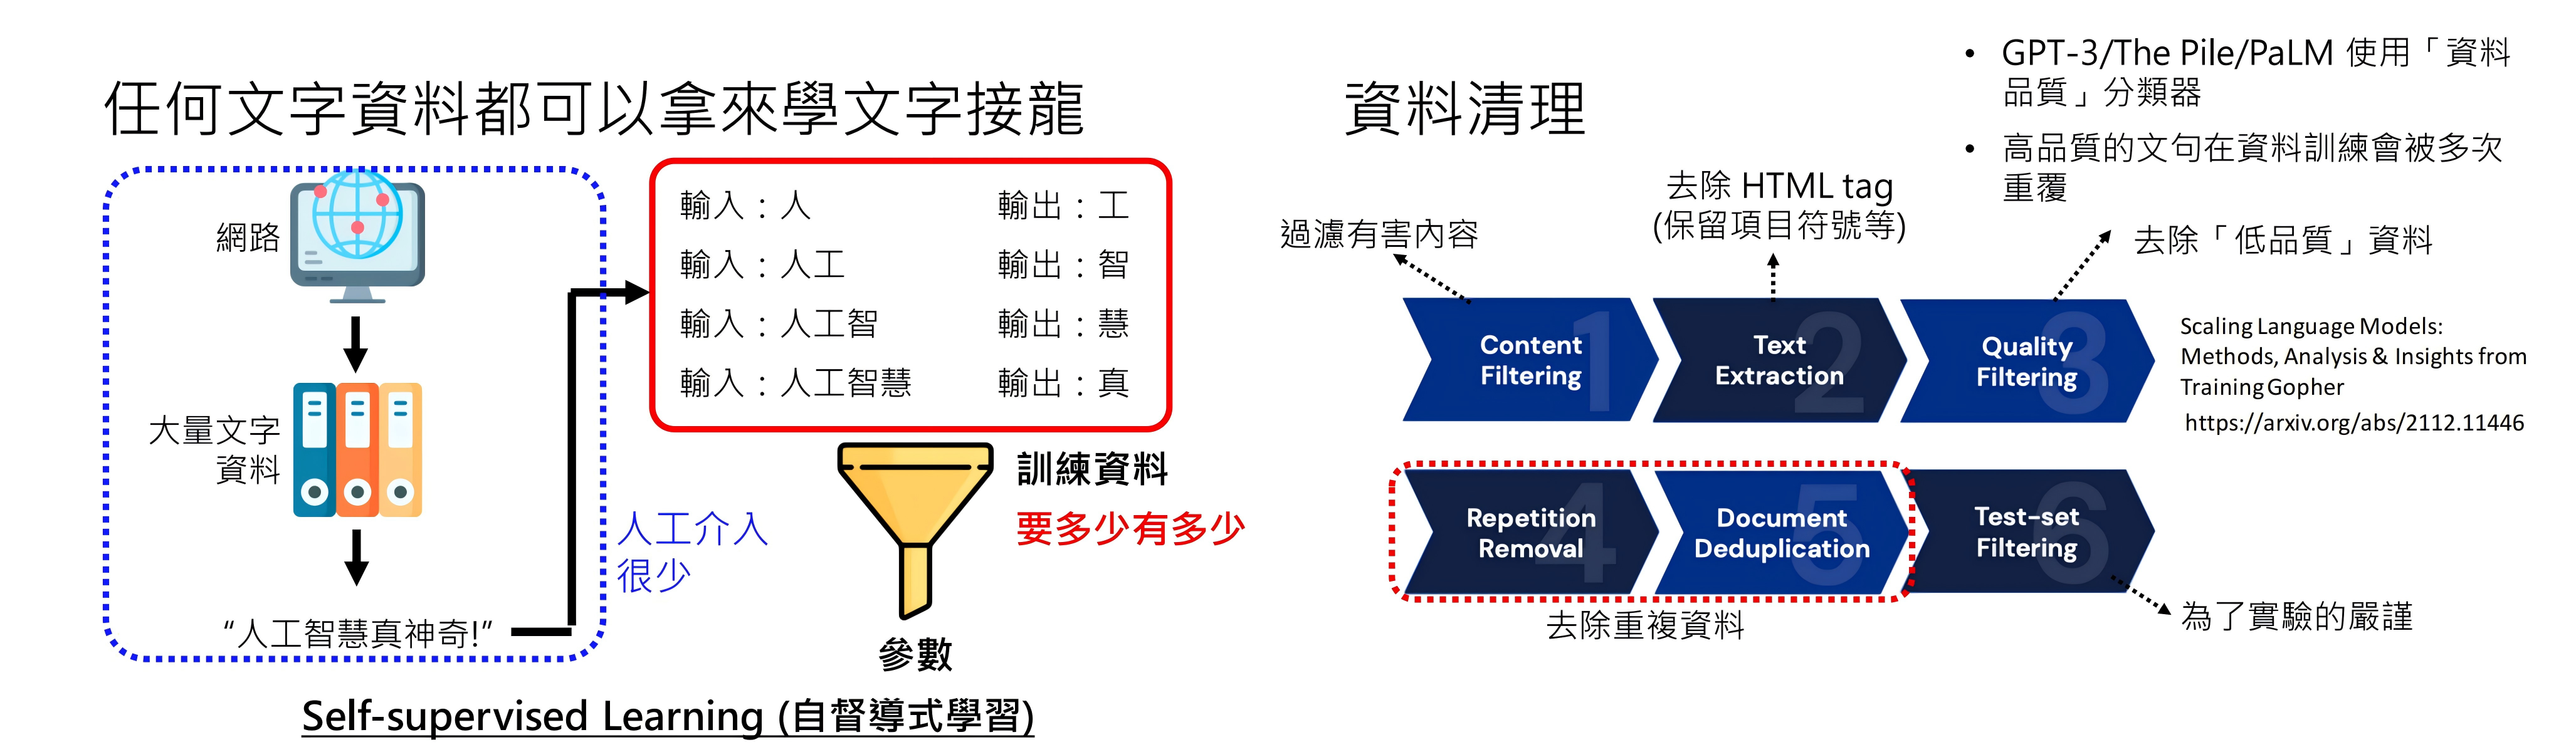 任何文字資料都可以拿來學文字接龍
網路
大量文字
資料
“人工智慧真神奇!”
人工介入
很少
輸入：人 輸出：工
輸入：人工 輸出：智
輸入：人工智 輸出：慧
輸入：人工智慧 輸出：真
訓練資料
要多少有多少
參數
Self-supervised Learning (自督導式學習)
資料清理
• GPT-3/The Pile/PaLM 使用「資料
品質」分類器
• 高品質的文句在資料訓練會被多次
重覆
過濾有害內容
去除 HTML tag
(保留項目符號等)
去除「低品質」資料
1
Content
Filtering
2
Text
Extraction
3
Quality
Filtering
Scaling Language Models:
Methods, Analysis & Insights from
Training Gopher
https://arxiv.org/abs/2112.11446
4
Repetition
Removal
5
Document
Deduplication
6
Test-set
Filtering
去除重複資料
為了實驗的嚴謹